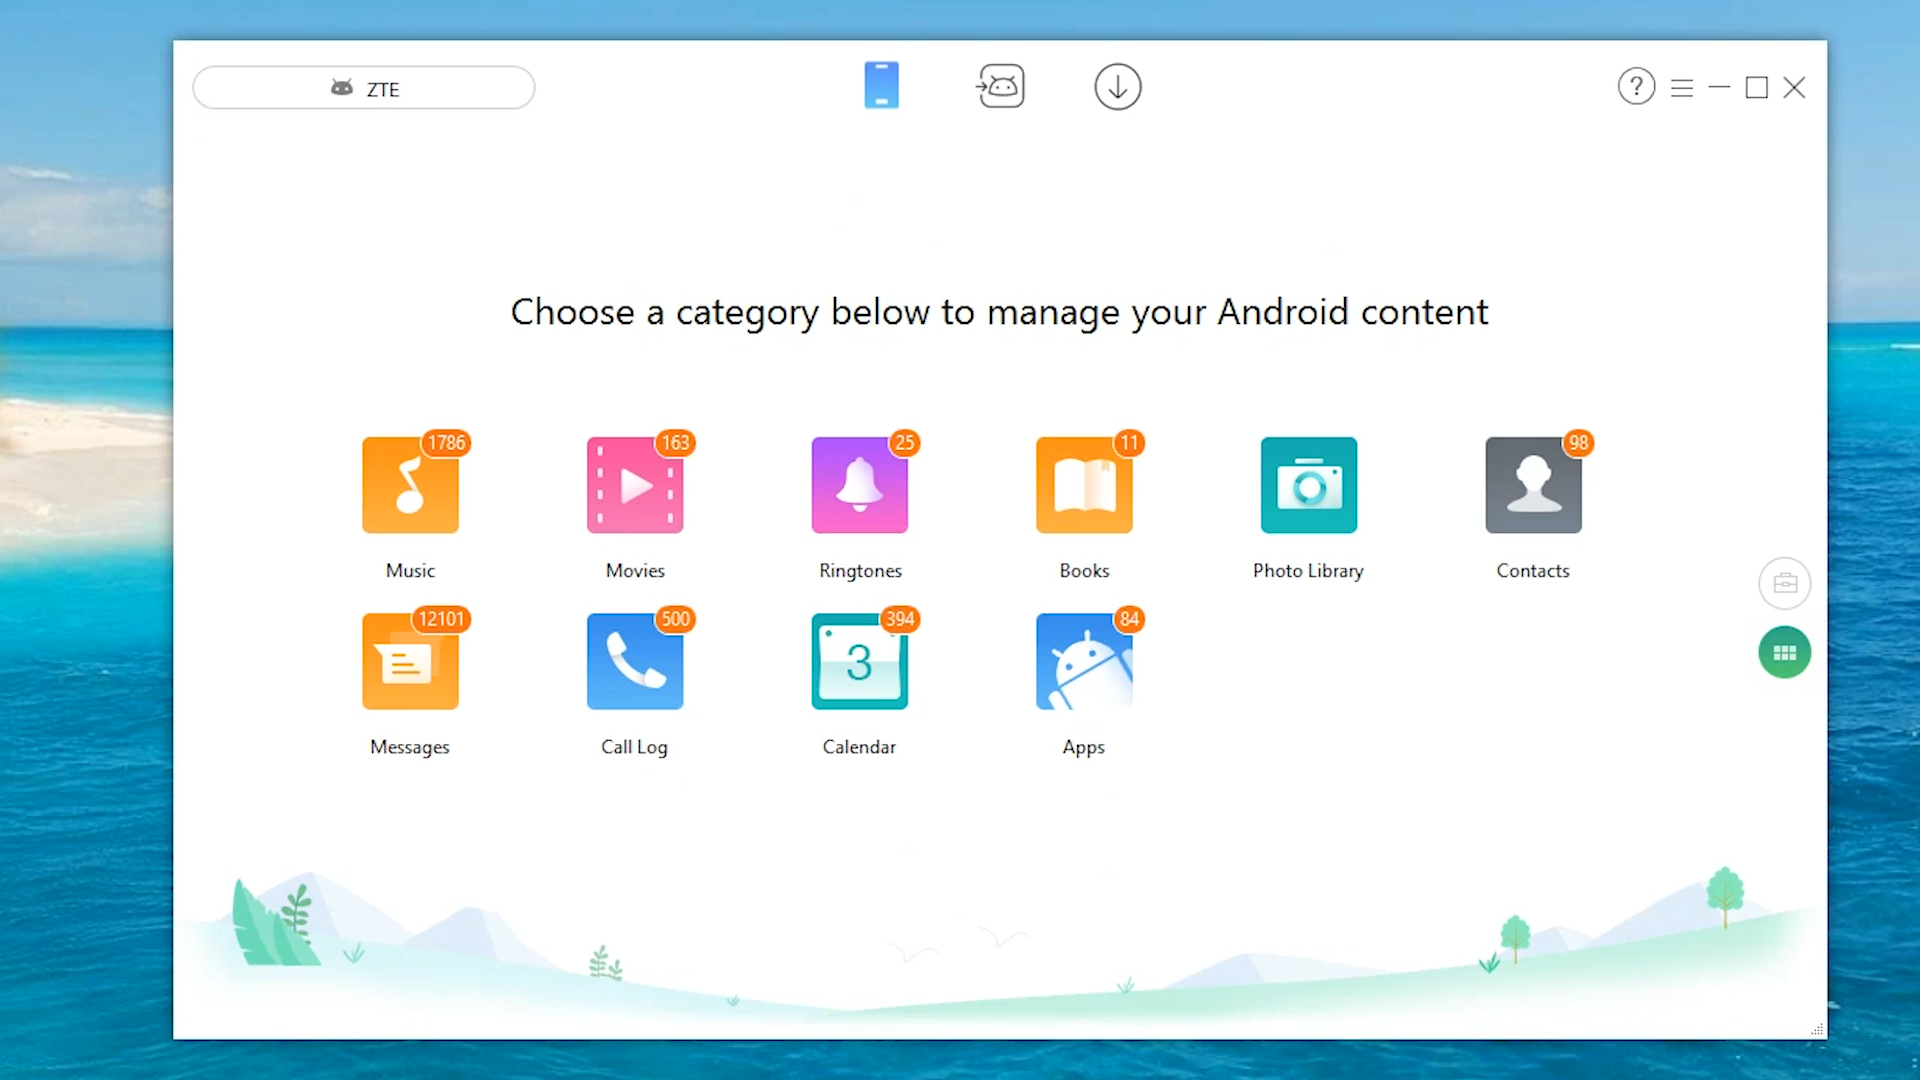 ZTE
?
Choose a category below to manage your Android content
1786
163
25
11
98
Music
Movies
Ringtones
Books
Photo Library
Contacts
12101
500
394
84
3
Messages
Call Log
Calendar
Apps